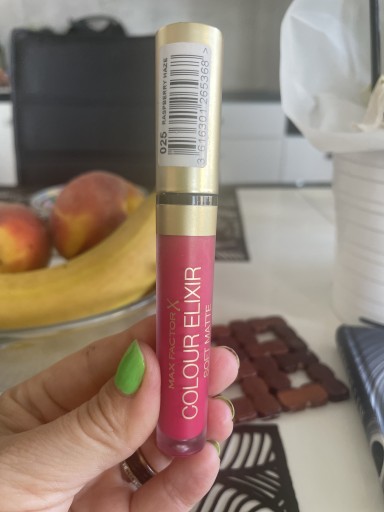 025 RASPBERRY HAZE
3 616301 265368 >
MAX FACTOR X
COLOUR ELIXIR
SOFT MATTE